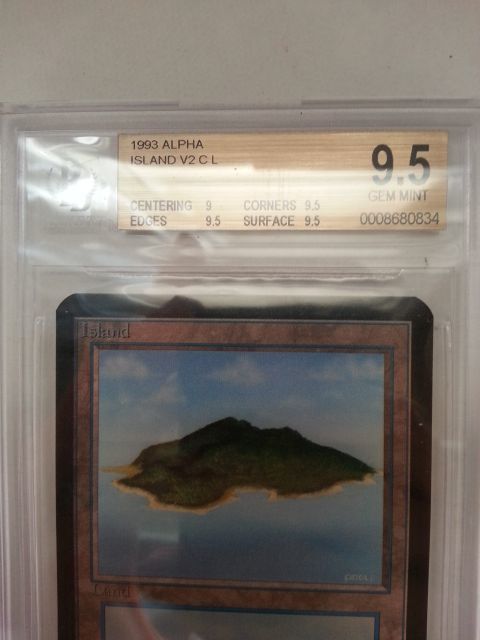 1993 ALPHA
ISLAND V2 C L
9.5
GEM MINT
CENTERING 9 CORNERS 9.5
EDGES 9.5 SURFACE 9.5
0008680834
Island
Land